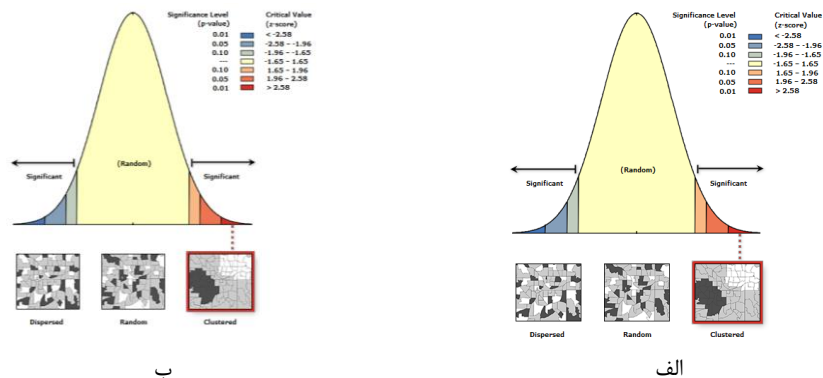 Significance Level (p-value) Critical Value (z-score)
0.01 < -2.58
0.05 -2.58 – -1.96
0.10 -1.96 – -1.65
--- -1.65 – 1.65
0.10 1.65 – 1.96
0.05 1.96 – 2.58
0.01 > 2.58
(Random)
Significant Significant
Dispersed Random Clustered
الف
Significance Level (p-value) Critical Value (z-score)
0.01 < -2.58
0.05 -2.58 – -1.96
0.10 -1.96 – -1.65
--- -1.65 – 1.65
0.10 1.65 – 1.96
0.05 1.96 – 2.58
0.01 > 2.58
(Random)
Significant Significant
Dispersed Random Clustered
ب